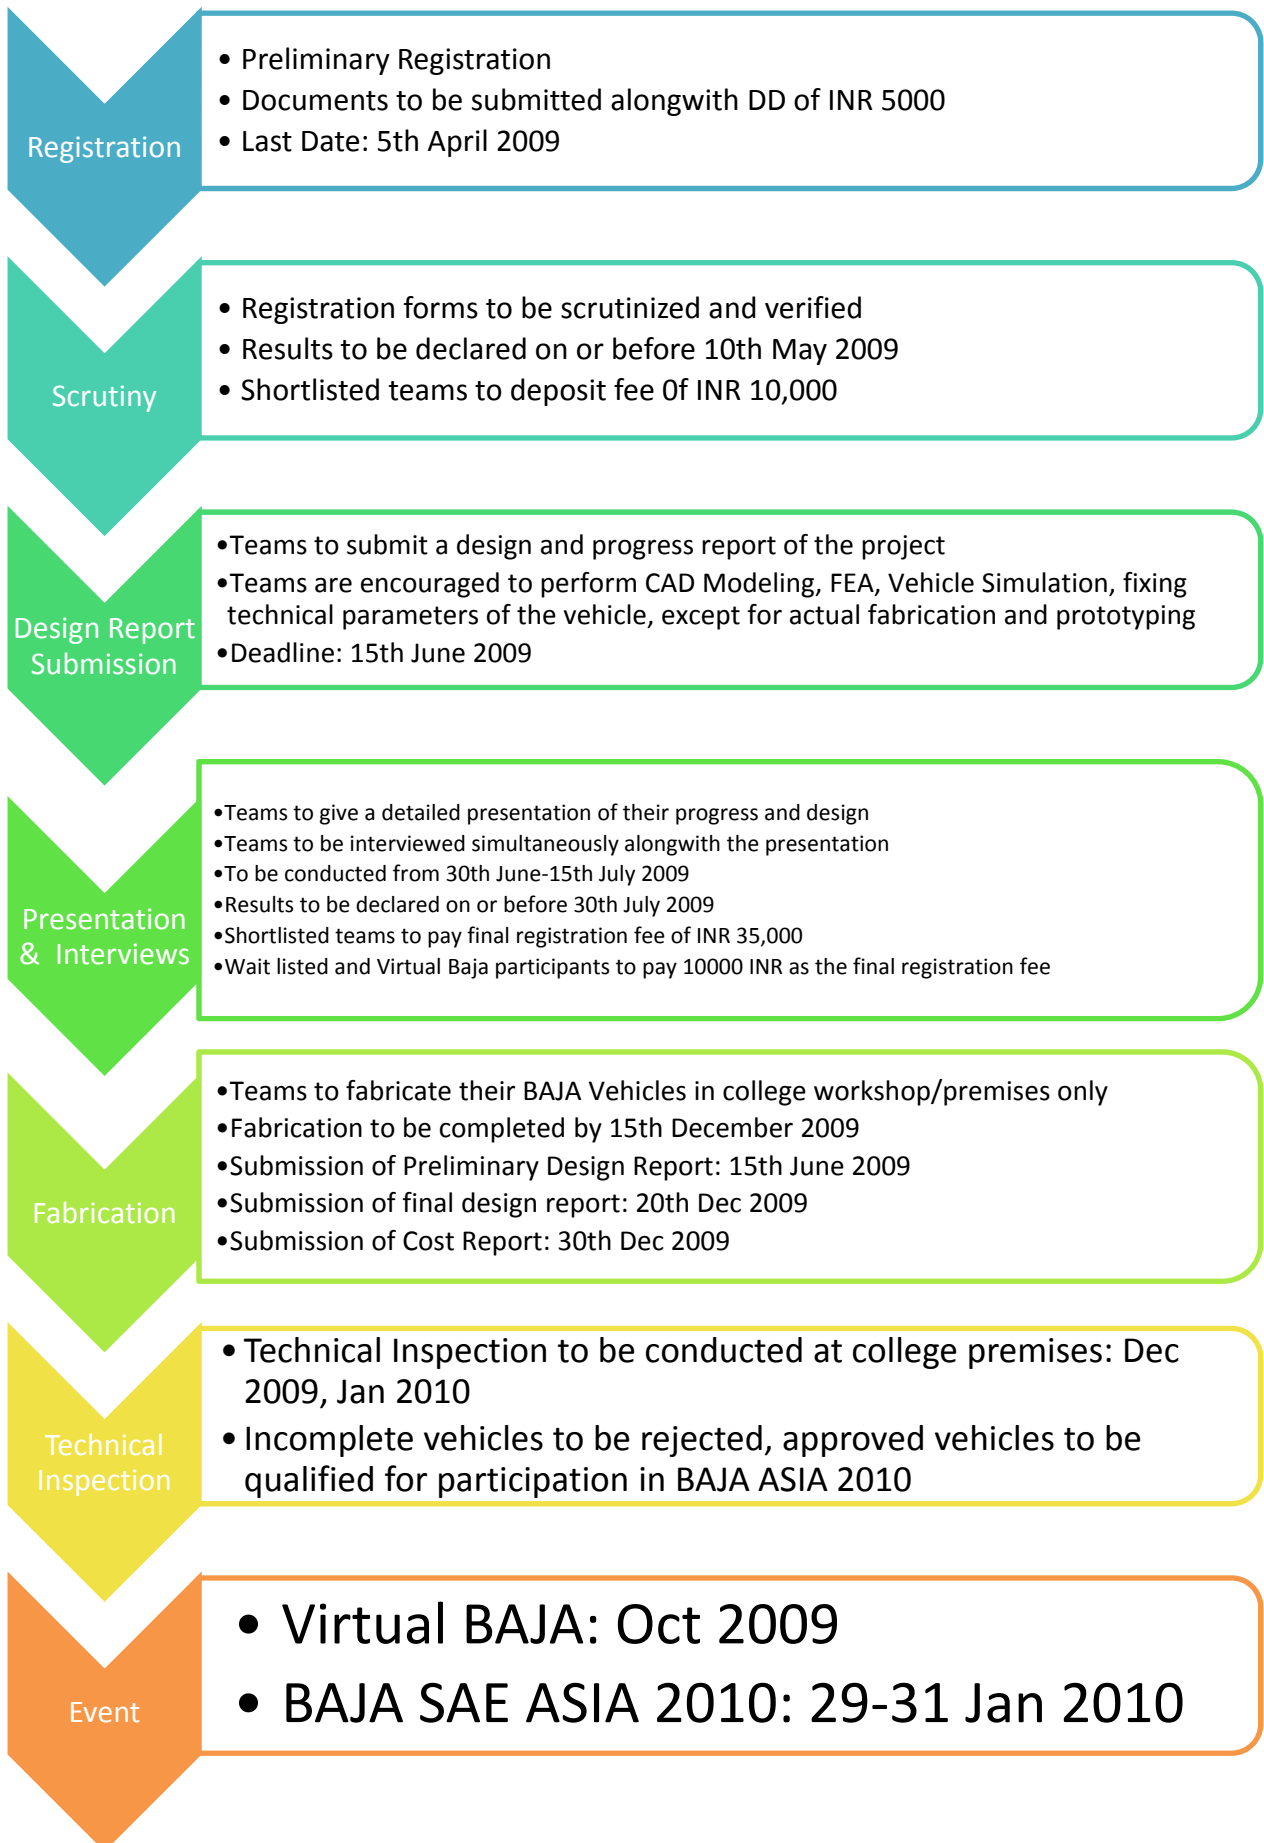 Registration
• Preliminary Registration
• Documents to be submitted alongwith DD of INR 5000
• Last Date: 5th April 2009
Scrutiny
• Registration forms to be scrutinized and verified
• Results to be declared on or before 10th May 2009
• Shortlisted teams to deposit fee 0f INR 10,000
Design Report
Submission
•Teams to submit a design and progress report of the project
•Teams are encouraged to perform CAD Modeling, FEA, Vehicle Simulation, fixing
technical parameters of the vehicle, except for actual fabrication and prototyping
•Deadline: 15th June 2009
Presentation
& Interviews
•Teams to give a detailed presentation of their progress and design
•Teams to be interviewed simultaneously alongwith the presentation
•To be conducted from 30th June-15th July 2009
•Results to be declared on or before 30th July 2009
•Shortlisted teams to pay final registration fee of INR 35,000
•Wait listed and Virtual Baja participants to pay 10000 INR as the final registration fee
Fabrication
•Teams to fabricate their BAJA Vehicles in college workshop/premises only
•Fabrication to be completed by 15th December 2009
•Submission of Preliminary Design Report: 15th June 2009
•Submission of final design report: 20th Dec 2009
•Submission of Cost Report: 30th Dec 2009
Technical
Inspection
• Technical Inspection to be conducted at college premises: Dec
2009, Jan 2010
• Incomplete vehicles to be rejected, approved vehicles to be
qualified for participation in BAJA ASIA 2010
Event
• Virtual BAJA: Oct 2009
• BAJA SAE ASIA 2010: 29-31 Jan 2010